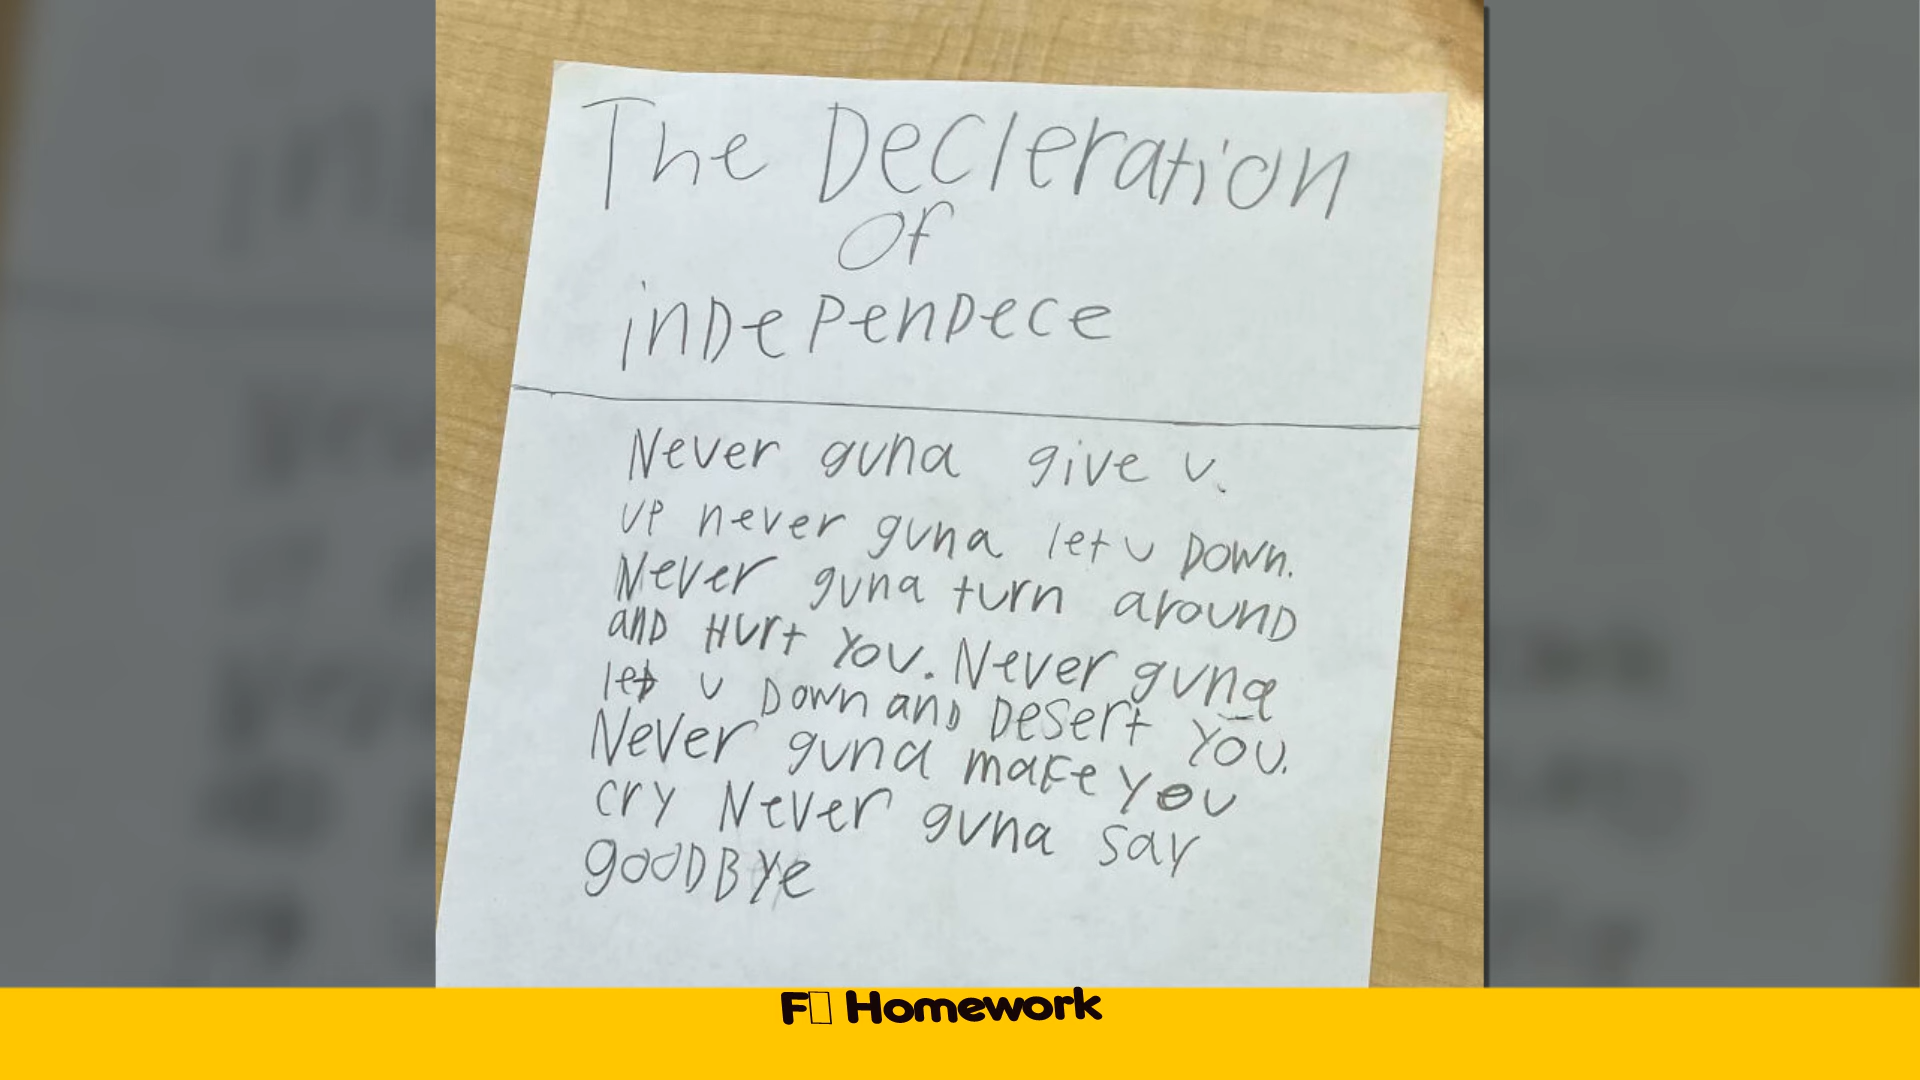 The Decleration
Of
inDepenDece
Never guna give u.
up never guna let u Down.
Never guna turn around
and Hurt You. Never guna
let u Down and Desert You.
Never guna make you
cry Never guna say
gooDBye
F□ Homework